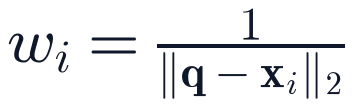 $w_i = \frac{1}{\|\mathbf{q} - \mathbf{x}_i\|_2}$